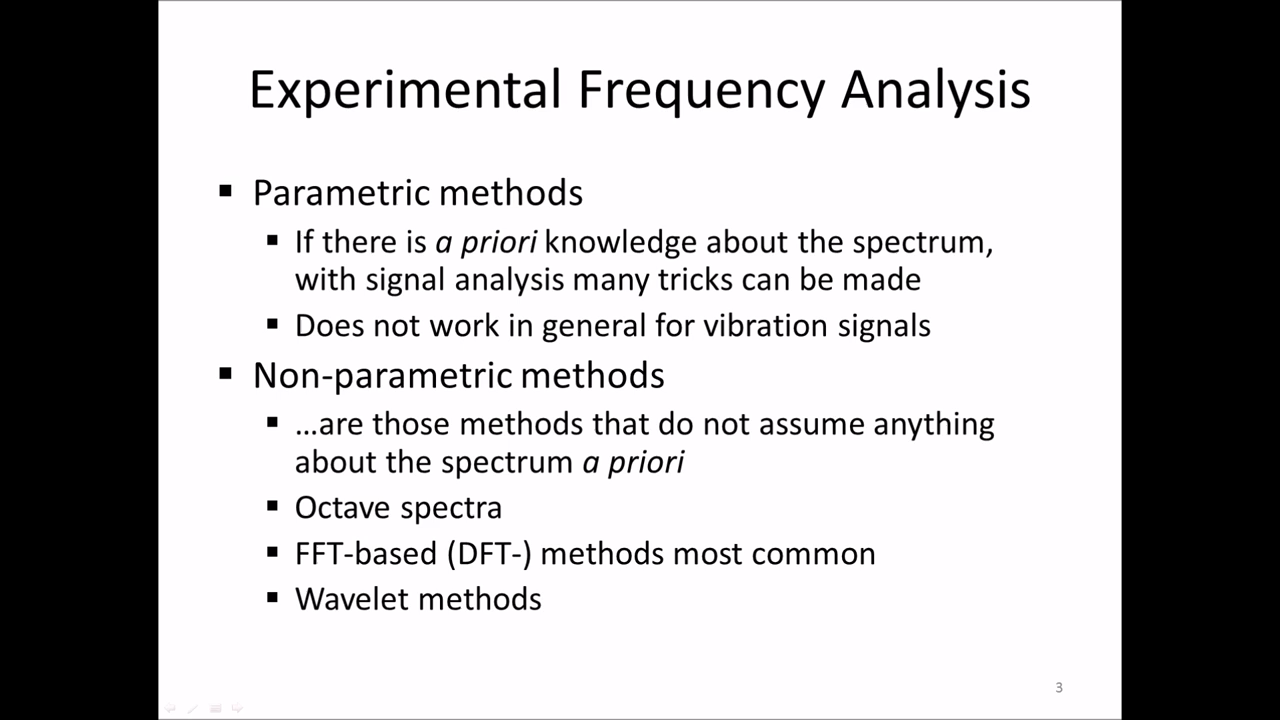 Experimental Frequency Analysis
▪ Parametric methods
▪ If there is a priori knowledge about the spectrum,
with signal analysis many tricks can be made
▪ Does not work in general for vibration signals
▪ Non-parametric methods
▪ …are those methods that do not assume anything
about the spectrum a priori
▪ Octave spectra
▪ FFT-based (DFT-) methods most common
▪ Wavelet methods
3